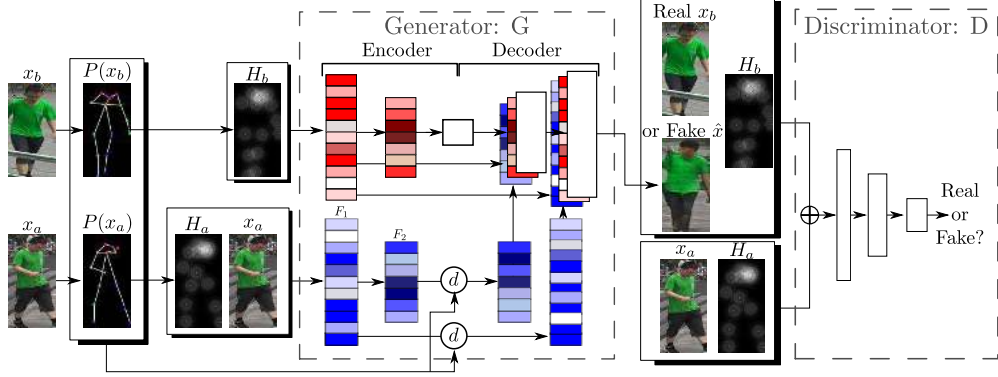 Generator: G
Discriminator: D
Encoder
Decoder
x_b
P(x_b)
H_b
Real x_b
H_b
or Fake x̂
x_a
P(x_a)
H_a
x_a
F_1
F_2
d
d
x_a
H_a
Real
or
Fake?